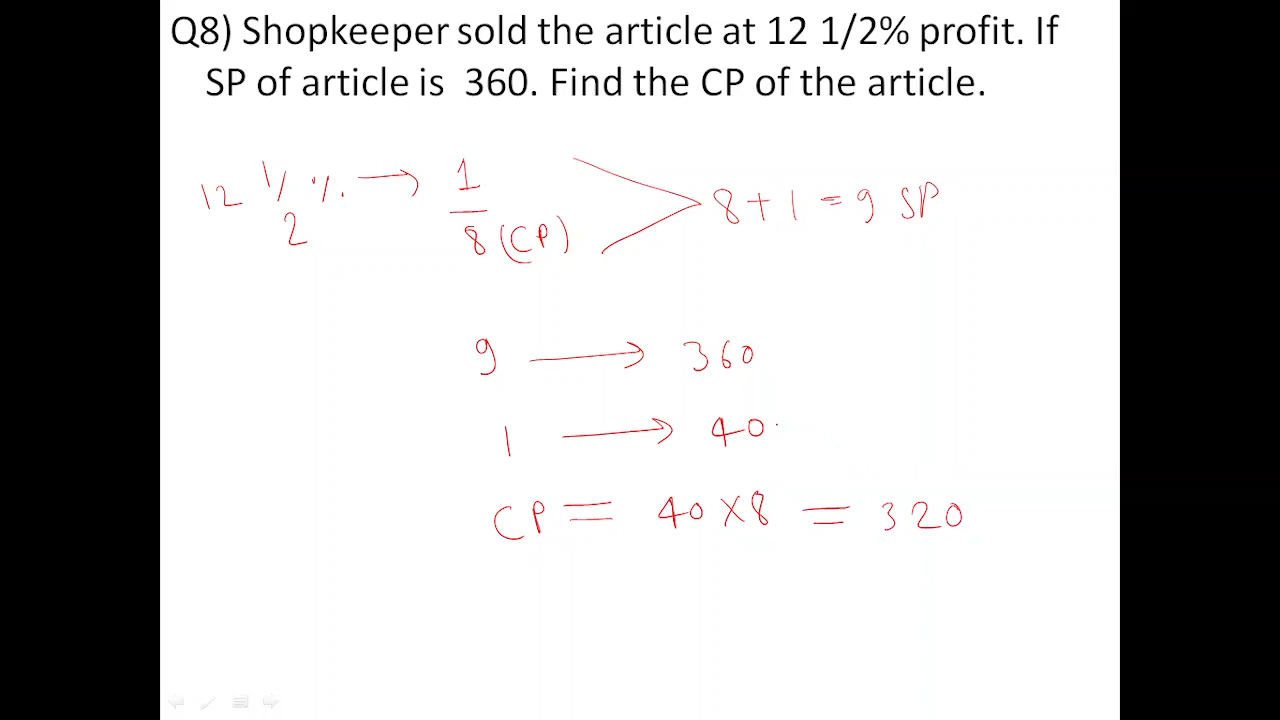 Q8) Shopkeeper sold the article at 12 1/2% profit. If
SP of article is 360. Find the CP of the article.
12 1/2 % → 1/8 (CP) 8 + 1 = 9 SP
9 → 360
1 → 40
CP = 40 × 8 = 320